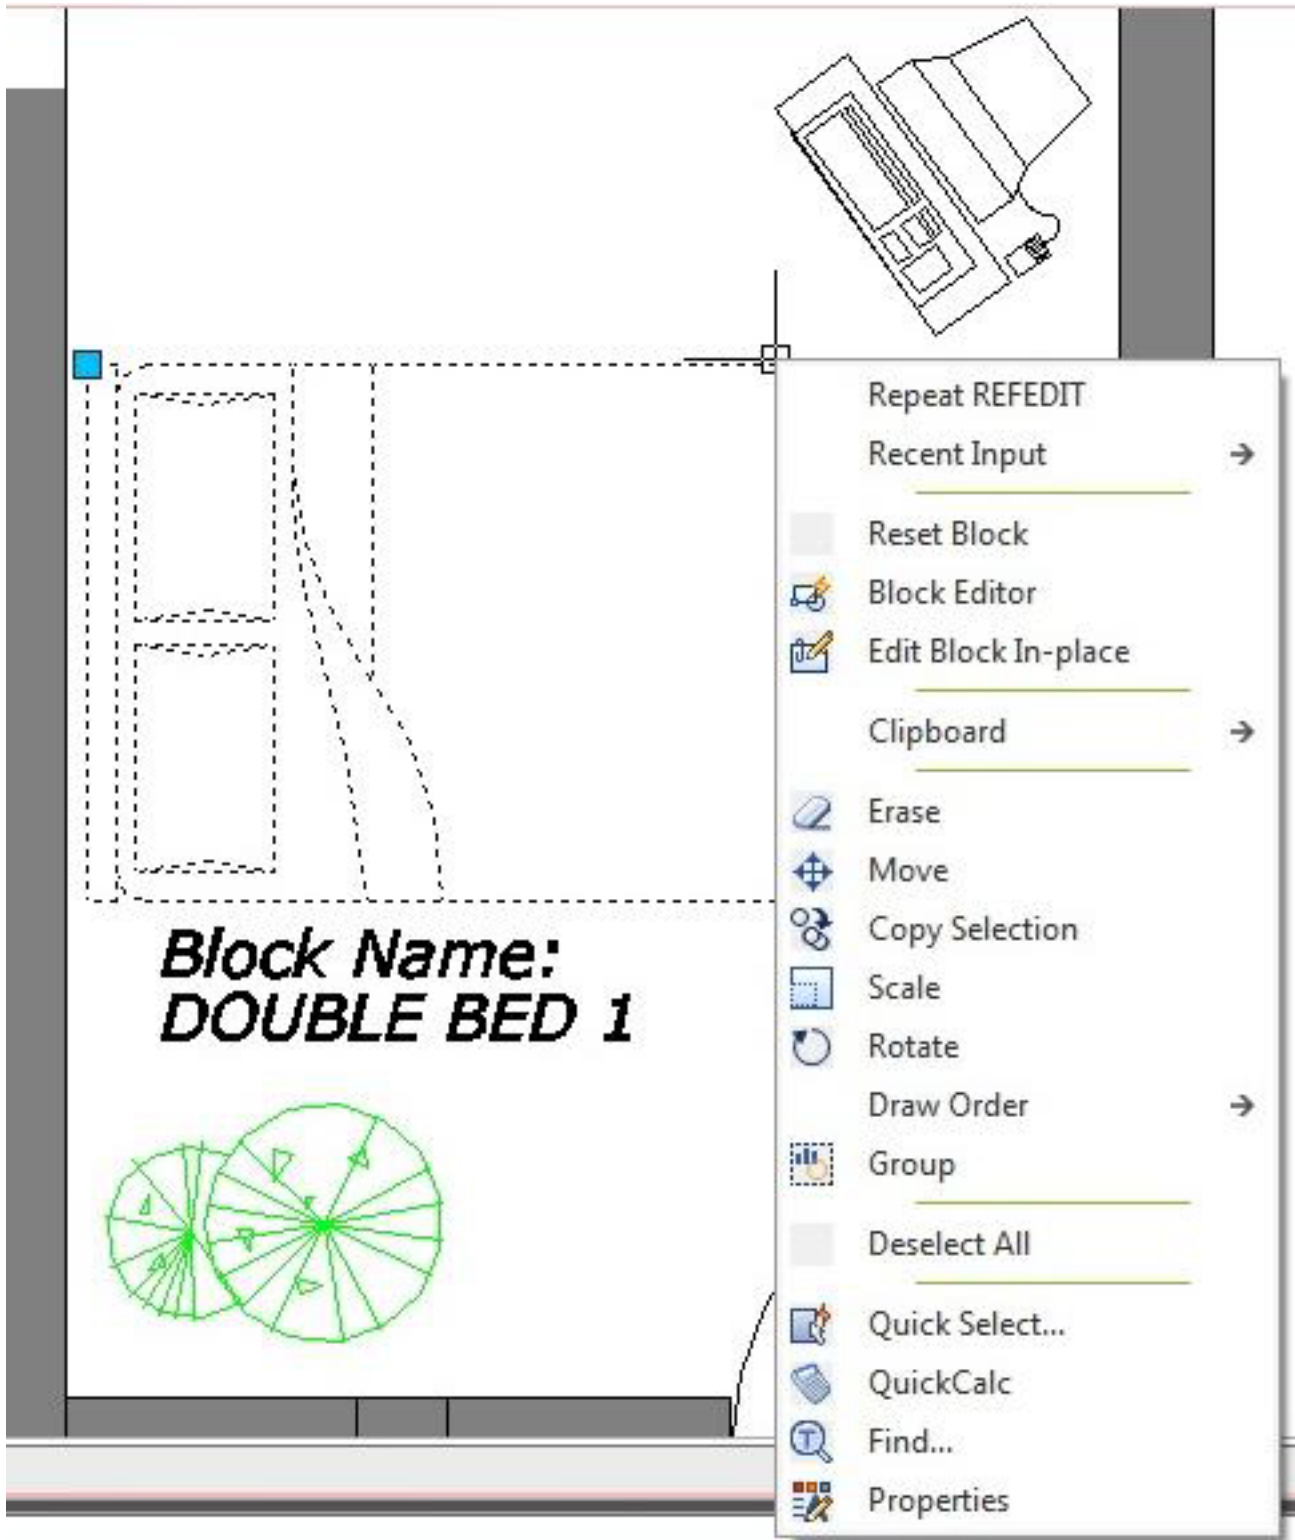 Repeat REFEDIT
Recent Input
Reset Block
Block Editor
Edit Block In-place
Clipboard
Erase
Move
Copy Selection
Scale
Rotate
Draw Order
Group
Deselect All
Quick Select...
QuickCalc
Find...
Properties
Block Name:
DOUBLE BED 1